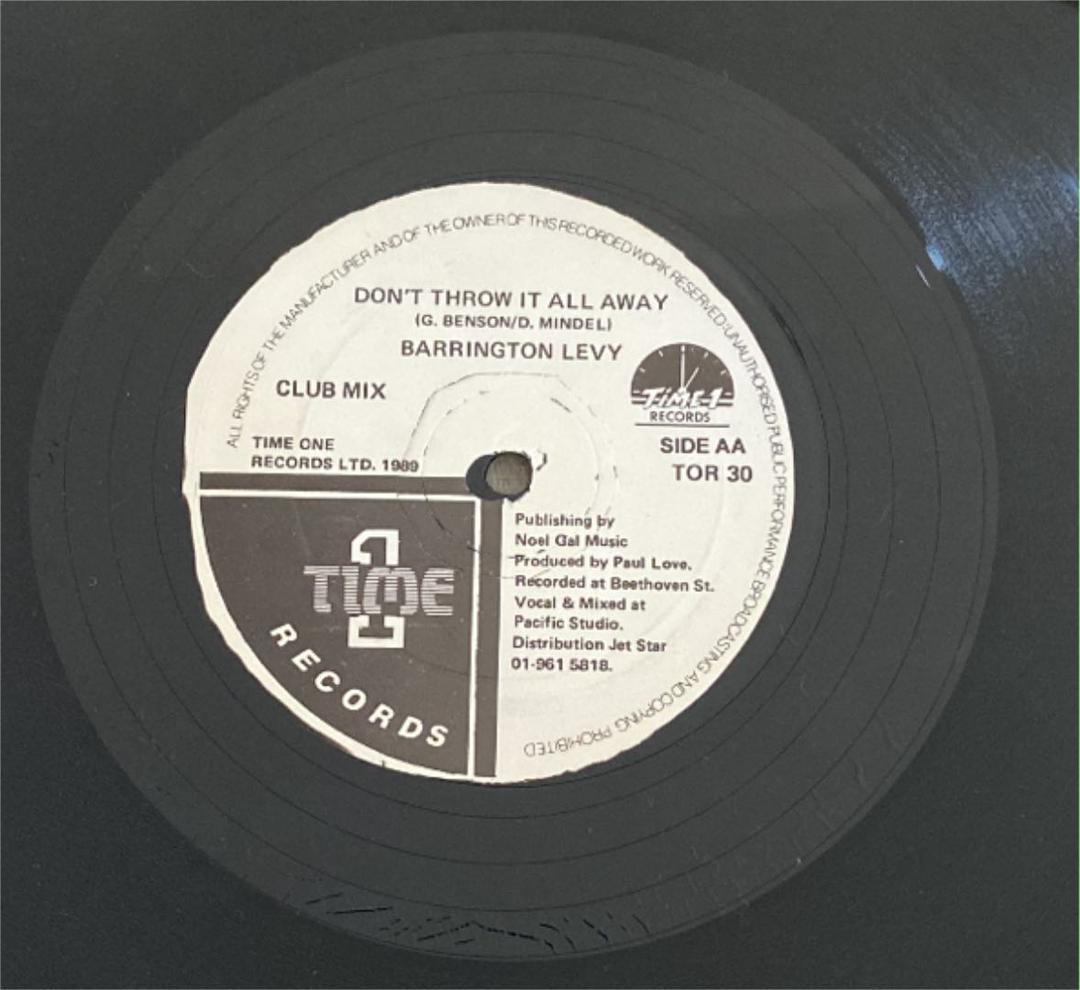 ALL RIGHTS OF THE MANUFACTURER AND OF THE OWNER OF THIS RECORDED WORK RESERVED UNAUTHORISED PUBLIC PERFORMANCE BROADCASTING AND COPYING PROHIBITED
DON'T THROW IT ALL AWAY
(G. BENSON/D. MINDEL)
BARRINGTON LEVY
CLUB MIX
TIME 1
RECORDS
TIME ONE
RECORDS LTD. 1989
SIDE AA
TOR 30
TIME
RECORDS
Publishing by
Noel Gal Music
Produced by Paul Love.
Recorded at Beethoven St.
Vocal & Mixed at
Pacific Studio.
Distribution Jet Star
01-961 5818.